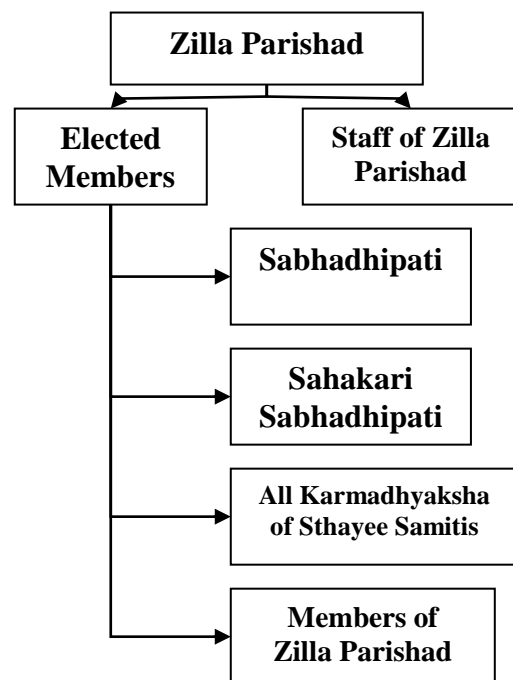 Zilla Parishad
Elected
Members
Staff of Zilla
Parishad
Sabhadhipati
Sahakari
Sabhadhipati
All Karmadhyaksha
of Sthayee Samitis
Members of
Zilla Parishad